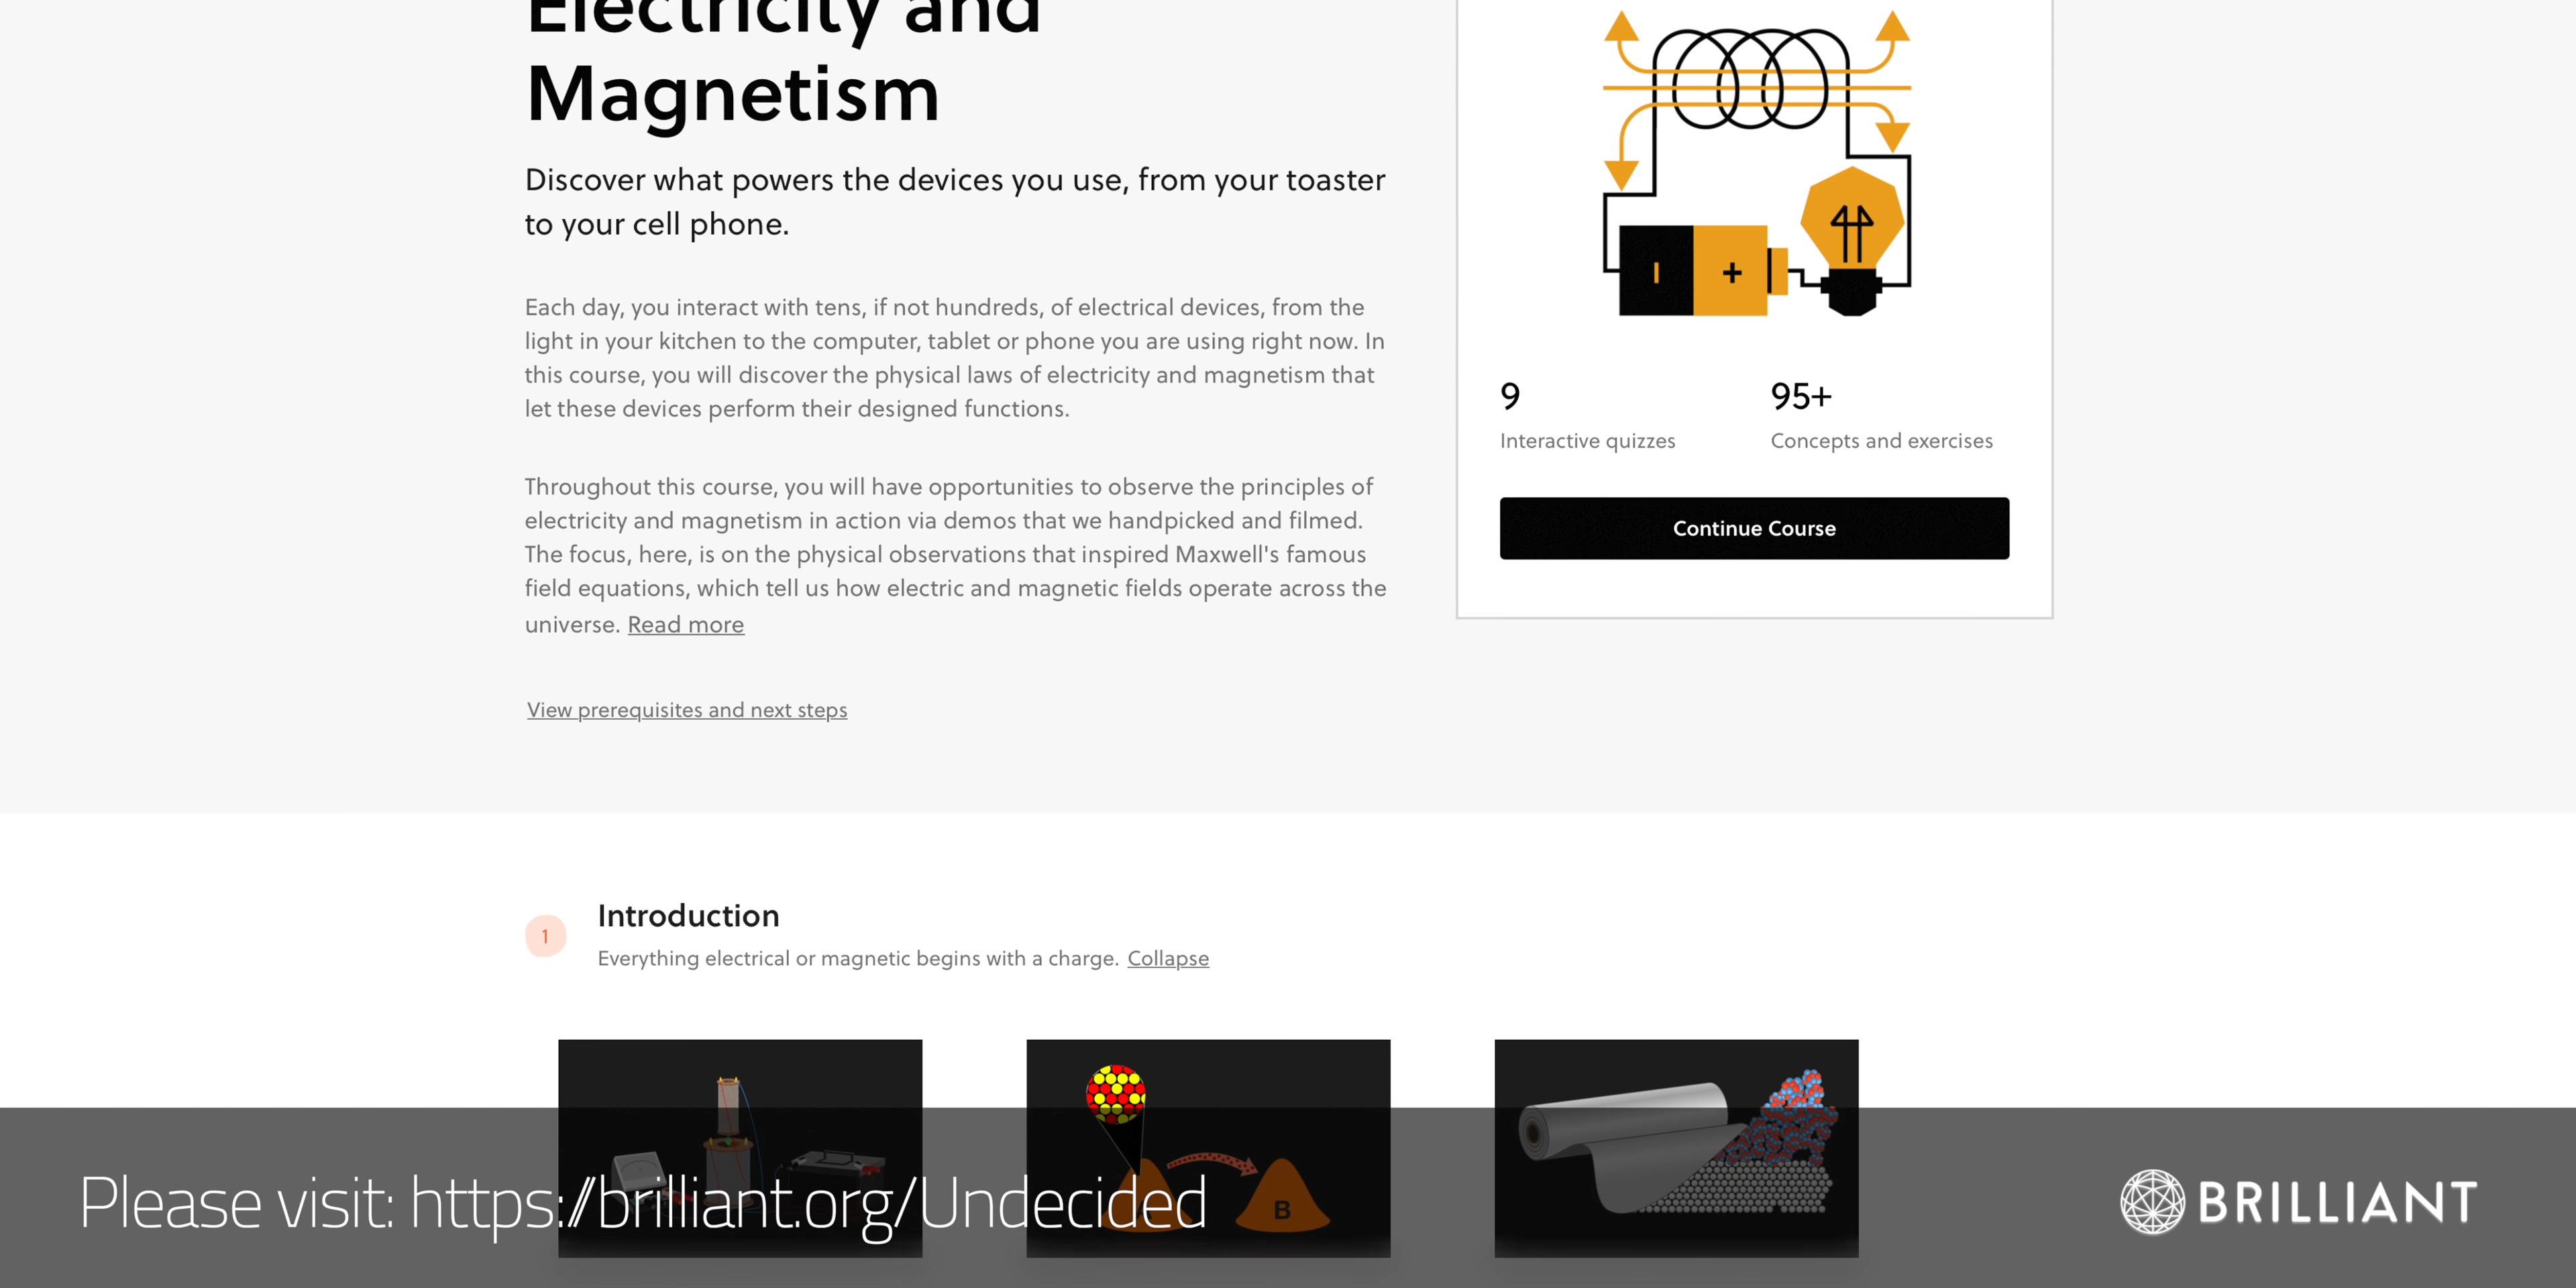 Electricity and
Magnetism
Discover what powers the devices you use, from your toaster
to your cell phone.
Each day, you interact with tens, if not hundreds, of electrical devices, from the
light in your kitchen to the computer, tablet or phone you are using right now. In
this course, you will discover the physical laws of electricity and magnetism that
let these devices perform their designed functions.
Throughout this course, you will have opportunities to observe the principles of
electricity and magnetism in action via demos that we handpicked and filmed.
The focus, here, is on the physical observations that inspired Maxwell's famous
field equations, which tell us how electric and magnetic fields operate across the
universe. Read more
View prerequisites and next steps
- +
9
Interactive quizzes
95+
Concepts and exercises
Continue Course
1
Introduction
Everything electrical or magnetic begins with a charge. Collapse
B
Please visit: https://brilliant.org/Undecided
BRILLIANT